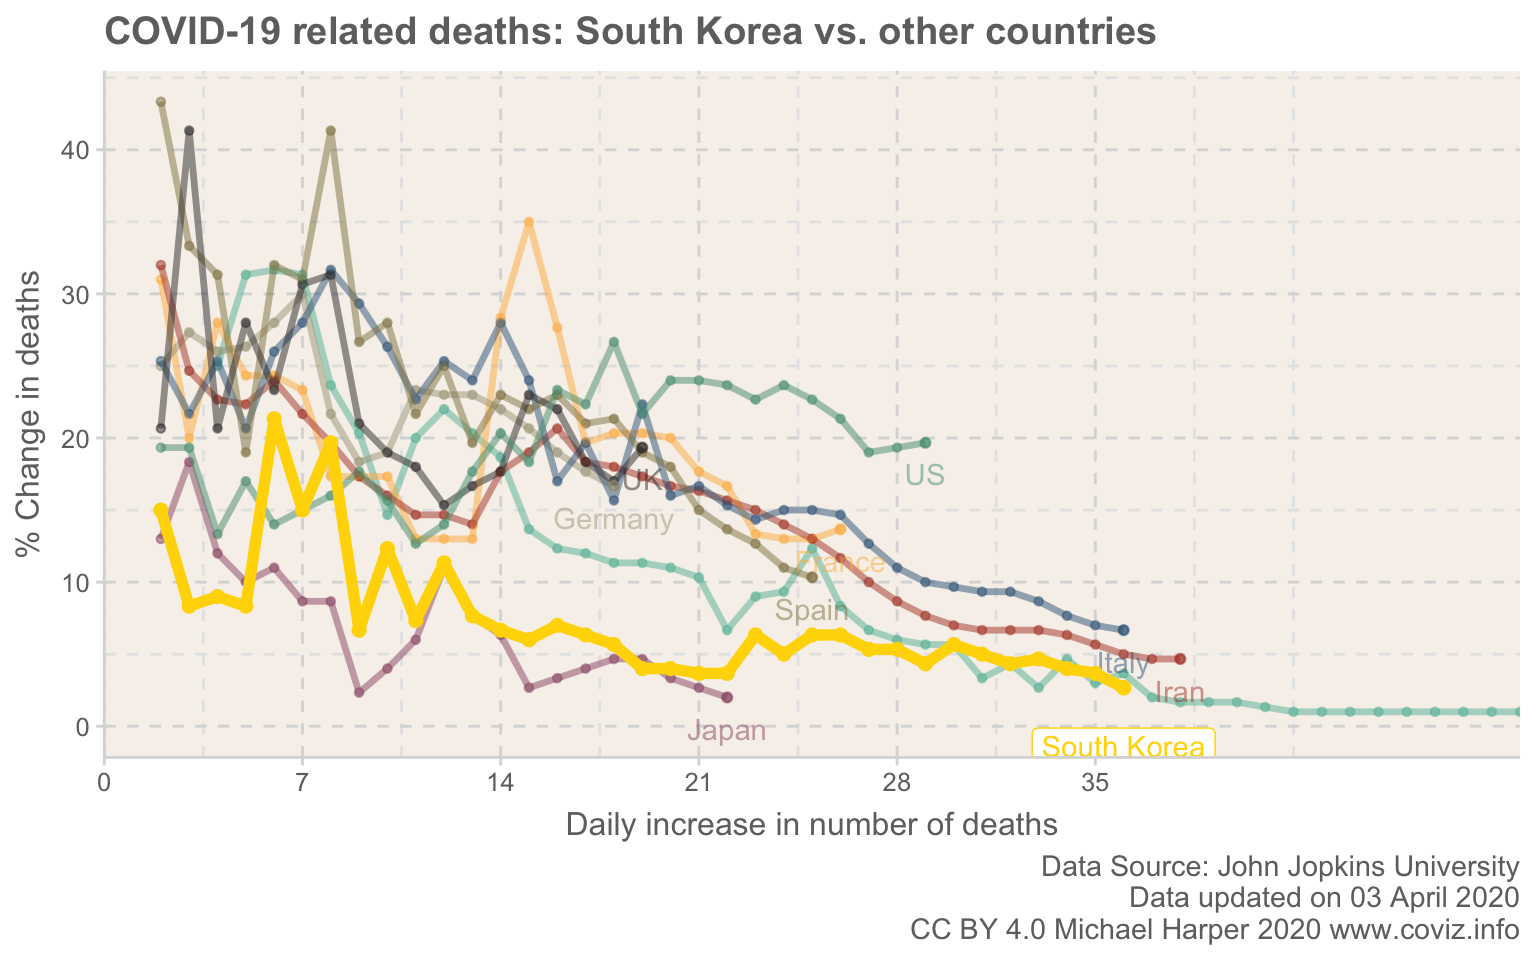 COVID-19 related deaths: South Korea vs. other countries
% Change in deaths
40
30
20
10
0
US
UK
Germany
France
Spain
Italy
Iran
Japan
South Korea
0 7 14 21 28 35
Daily increase in number of deaths
Data Source: John Jopkins University
Data updated on 03 April 2020
CC BY 4.0 Michael Harper 2020 www.coviz.info